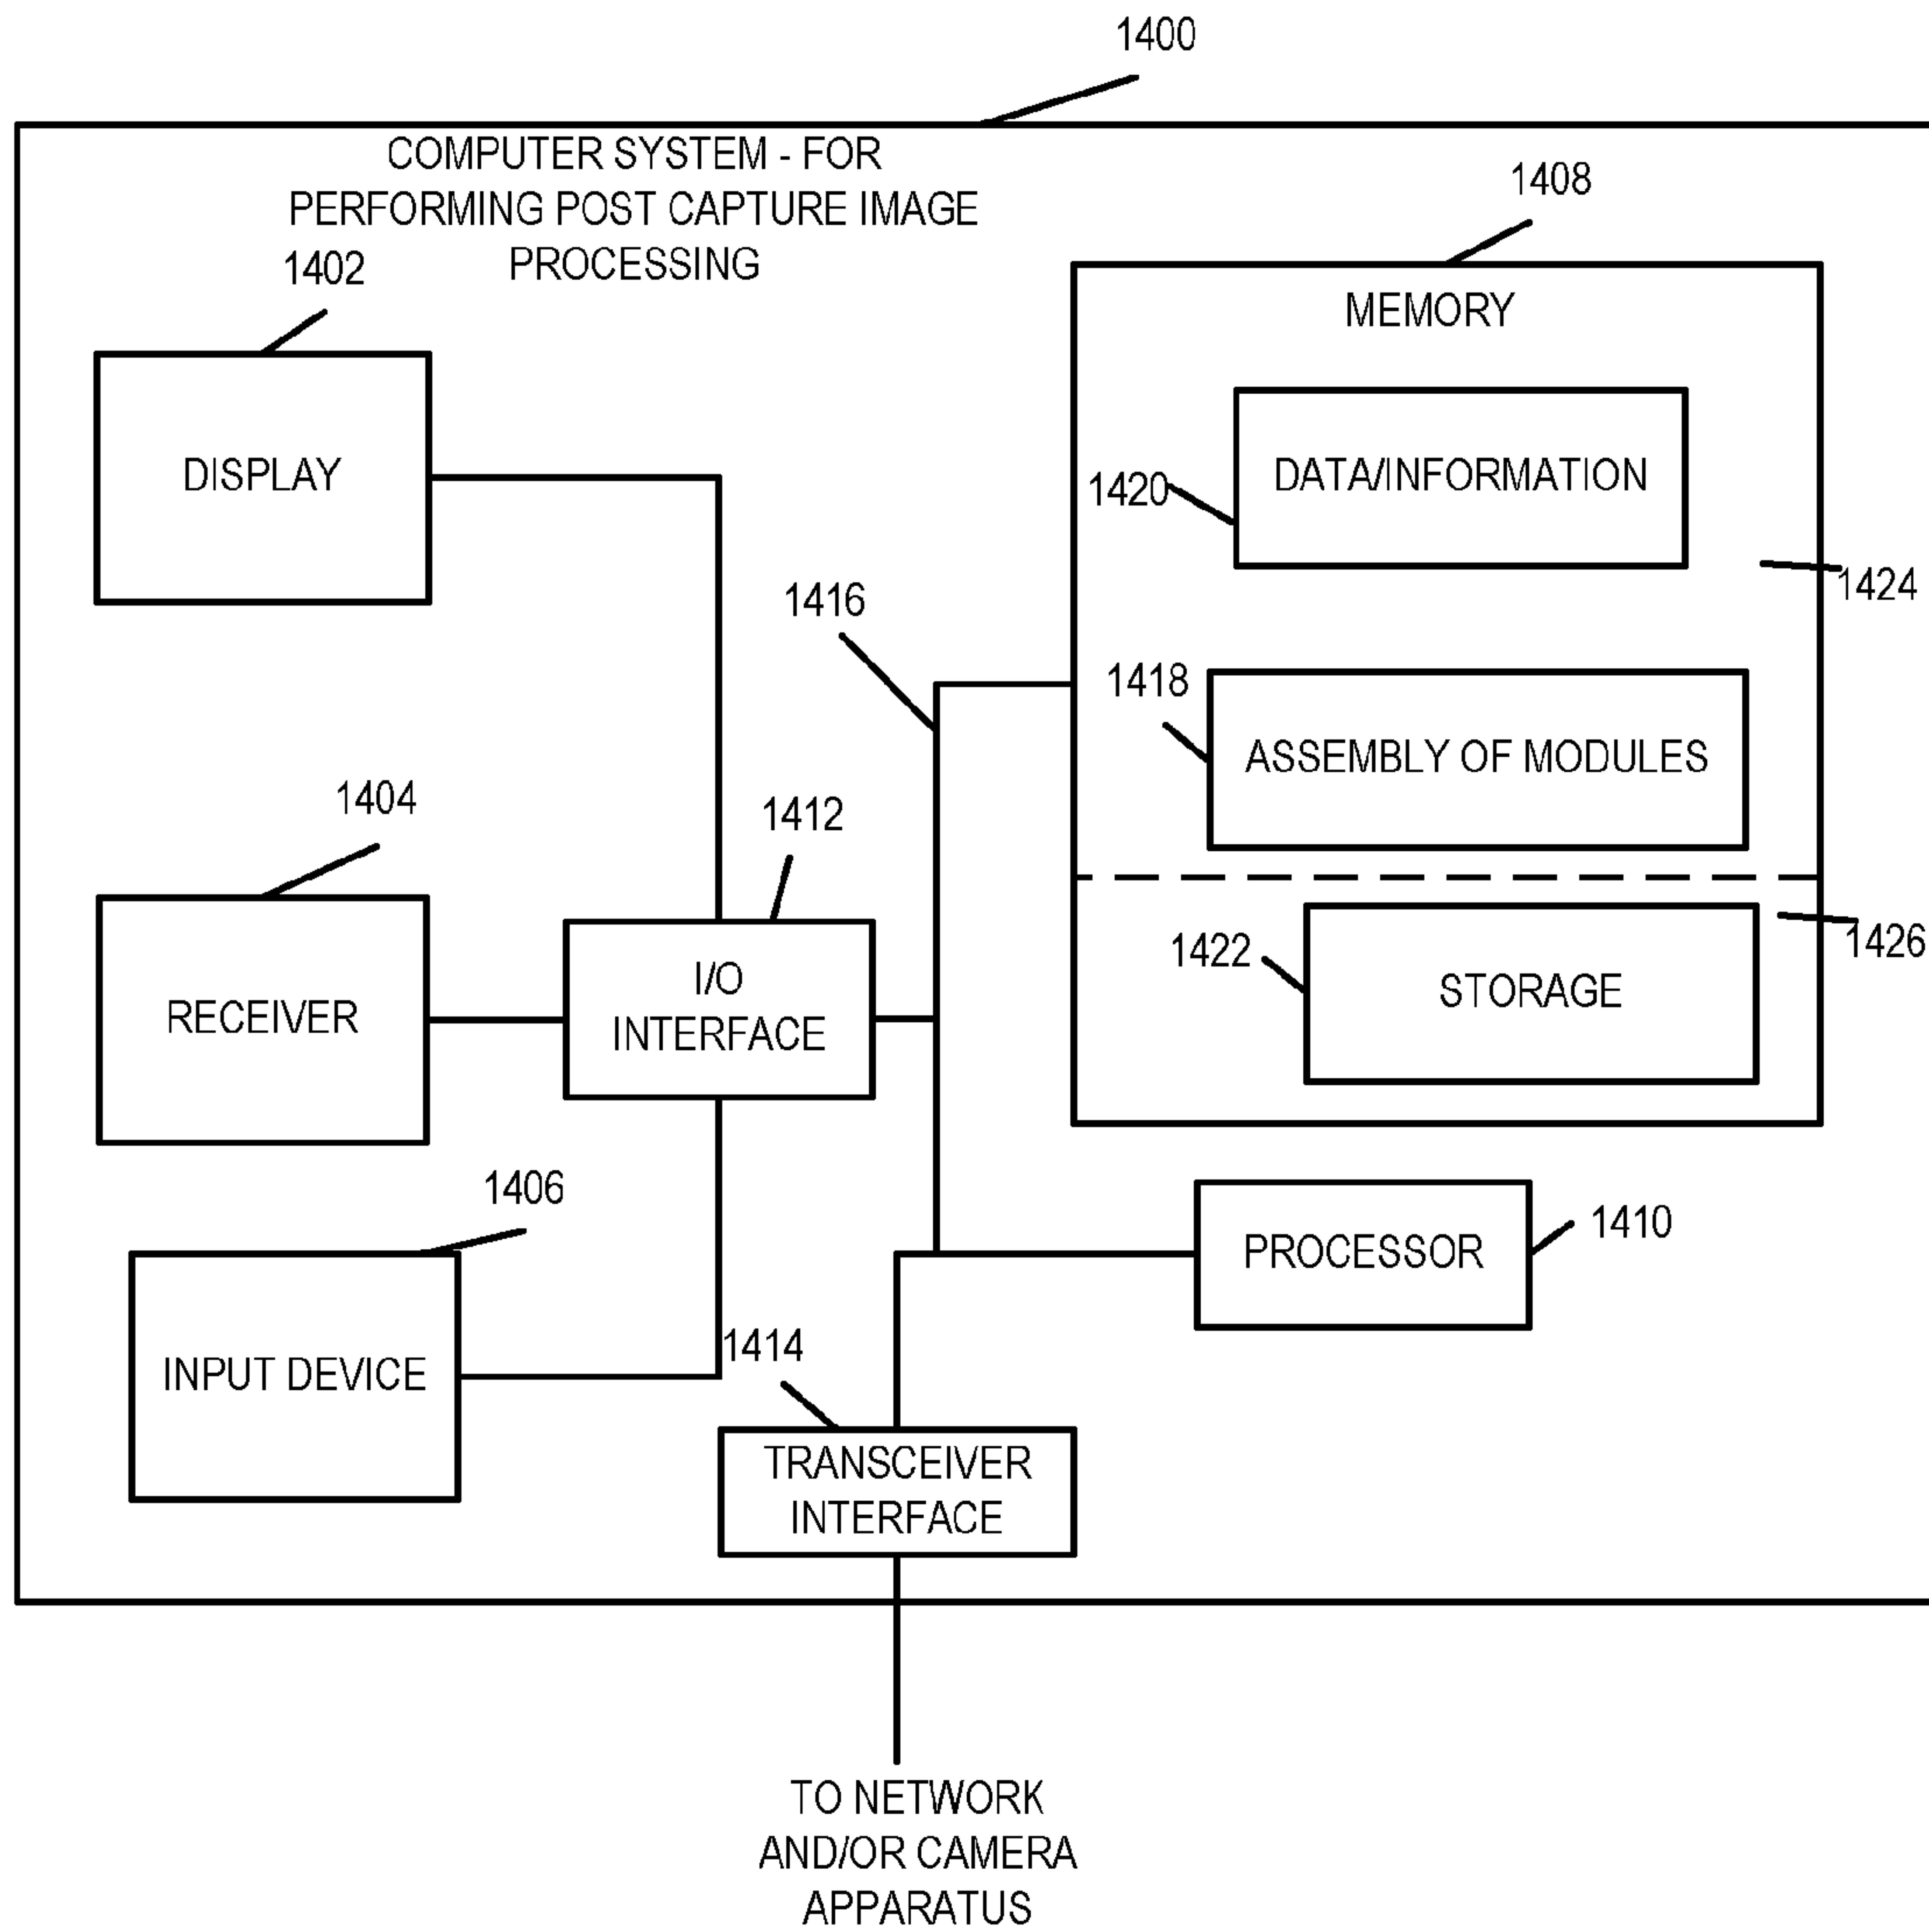 1400
COMPUTER SYSTEM - FOR
PERFORMING POST CAPTURE IMAGE
PROCESSING
1402
DISPLAY
1408
MEMORY
DATA/INFORMATION
1420
1424
1416
1418
ASSEMBLY OF MODULES
1404
1412
RECEIVER
I/O
INTERFACE
1422
STORAGE
1426
1406
INPUT DEVICE
PROCESSOR
1410
1414
TRANSCEIVER
INTERFACE
TO NETWORK
AND/OR CAMERA
APPARATUS